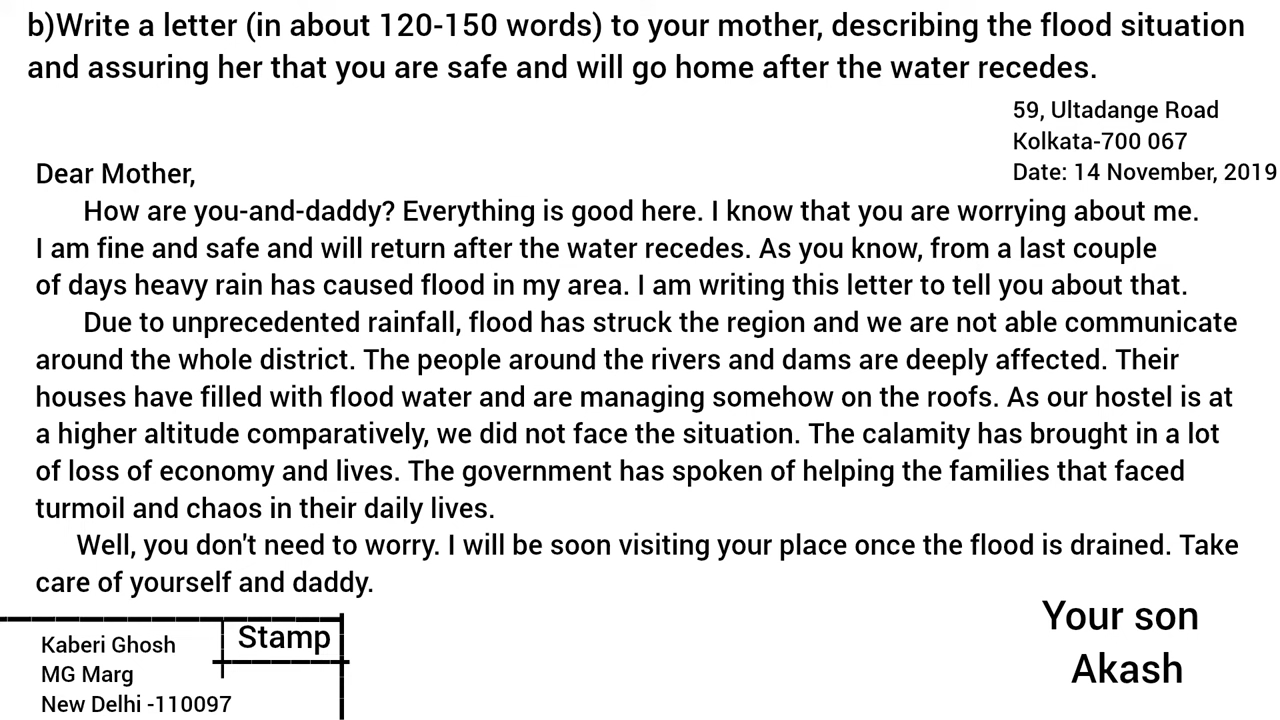 b)Write a letter (in about 120-150 words) to your mother, describing the flood situation
and assuring her that you are safe and will go home after the water recedes.
59, Ultadange Road
Kolkata-700 067
Date: 14 November, 2019
Dear Mother,
How are you-and-daddy? Everything is good here. I know that you are worrying about me.
I am fine and safe and will return after the water recedes. As you know, from a last couple
of days heavy rain has caused flood in my area. I am writing this letter to tell you about that.
Due to unprecedented rainfall, flood has struck the region and we are not able communicate
around the whole district. The people around the rivers and dams are deeply affected. Their
houses have filled with flood water and are managing somehow on the roofs. As our hostel is at
a higher altitude comparatively, we did not face the situation. The calamity has brought in a lot
of loss of economy and lives. The government has spoken of helping the families that faced
turmoil and chaos in their daily lives.
Well, you don't need to worry. I will be soon visiting your place once the flood is drained. Take
care of yourself and daddy.
Your son
Akash
Stamp
Kaberi Ghosh
MG Marg
New Delhi -110097